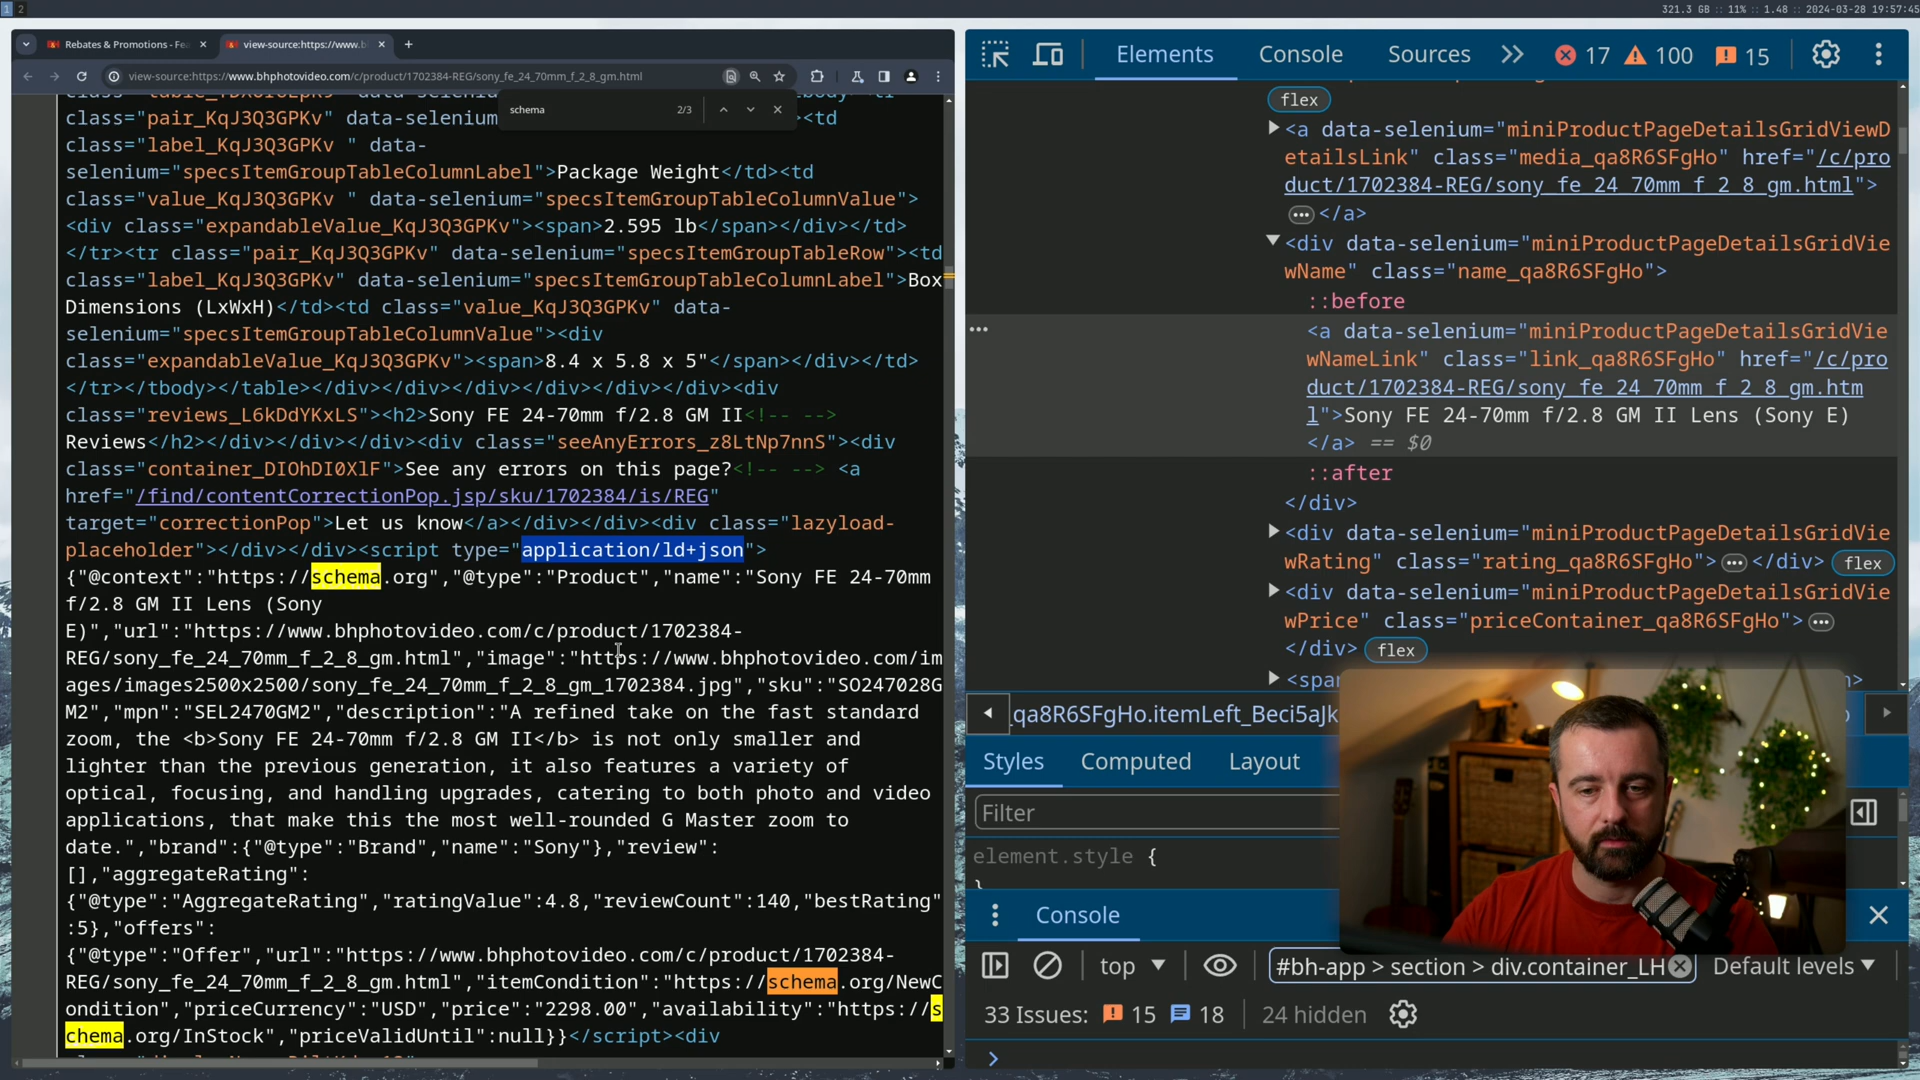 1 2
321.3 GB :: 11% :: 1.48 :: 2024-03-28 19:57:45
Rebates & Promotions - Fea
view-source:https://www.b
view-source:https://www.bhphotovideo.com/c/product/1702384-REG/sony_fe_24_70mm_f_2_8_gm.html
schema 2/3
class="pair_KqJ3Q3GPKv" data-selenium
<td
class="label_KqJ3Q3GPKv " data-
selenium="specsItemGroupTableColumnLabel">Package Weight</td><td
class="value_KqJ3Q3GPKv " data-selenium="specsItemGroupTableColumnValue">
<div class="expandableValue_KqJ3Q3GPKv"><span>2.595 lb</span></div></td>
</tr><tr class="pair_KqJ3Q3GPKv" data-selenium="specsItemGroupTableRow"><td
class="label_KqJ3Q3GPKv" data-selenium="specsItemGroupTableColumnLabel">Box
Dimensions (LxWxH)</td><td class="value_KqJ3Q3GPKv" data-
selenium="specsItemGroupTableColumnValue"><div
class="expandableValue_KqJ3Q3GPKv"><span>8.4 x 5.8 x 5"</span></div></td>
</tr></tbody></table></div></div></div></div></div><div
class="reviews_L6kDdYKxLS"><h2>Sony FE 24-70mm f/2.8 GM II<!-- -->
Reviews</h2></div></div></div><div class="seeAnyErrors_z8LtNp7nnS"><div
class="container_DIOhDI0XlF">See any errors on this page?<!-- --> <a
href="/find/contentCorrectionPop.jsp/sku/1702384/is/REG"
target="correctionPop">Let us know</a></div></div><div class="lazyload-
placeholder"></div></div><script type="application/ld+json">
{"@context":"https://schema.org","@type":"Product","name":"Sony FE 24-70mm
f/2.8 GM II Lens (Sony
E)","url":"https://www.bhphotovideo.com/c/product/1702384-
REG/sony_fe_24_70mm_f_2_8_gm.html","image":"https://www.bhphotovideo.com/im
ages/images2500x2500/sony_fe_24_70mm_f_2_8_gm_1702384.jpg","sku":"SO247028G
M2","mpn":"SEL2470GM2","description":"A refined take on the fast standard
zoom, the <b>Sony FE 24-70mm f/2.8 GM II</b> is not only smaller and
lighter than the previous generation, it also features a variety of
optical, focusing, and handling upgrades, catering to both photo and video
applications, that make this the most well-rounded G Master zoom to
date.","brand":{"@type":"Brand","name":"Sony"},"review":
[],"aggregateRating":
{"@type":"AggregateRating","ratingValue":4.8,"reviewCount":140,"bestRating"
:5},"offers":
{"@type":"Offer","url":"https://www.bhphotovideo.com/c/product/1702384-
REG/sony_fe_24_70mm_f_2_8_gm.html","itemCondition":"https://schema.org/NewC
ondition","priceCurrency":"USD","price":"2298.00","availability":"https://s
chema.org/InStock","priceValidUntil":null}}</script><div
Elements Console Sources 17 100 15
flex
<a data-selenium="miniProductPageDetailsGridViewD
etailsLink" class="media_qa8R6SFgHo" href="/c/pro
duct/1702384-REG/sony_fe_24_70mm_f_2_8_gm.html">
… </a>
<div data-selenium="miniProductPageDetailsGridVie
wName" class="name_qa8R6SFgHo">
::before
<a data-selenium="miniProductPageDetailsGridVie
wNameLink" class="link_qa8R6SFgHo" href="/c/pro
duct/1702384-REG/sony_fe_24_70mm_f_2_8_gm.htm
l">Sony FE 24-70mm f/2.8 GM II Lens (Sony E)
</a> == $0
::after
</div>
<div data-selenium="miniProductPageDetailsGridVie
wRating" class="rating_qa8R6SFgHo"> … </div> flex
<div data-selenium="miniProductPageDetailsGridVie
wPrice" class="priceContainer_qa8R6SFgHo"> …
</div> flex
<span
_qa8R6SFgHo.itemLeft_Beci5aJk
Styles Computed Layout
Filter
element.style {
}
Console
top #bh-app > section > div.container_LH Default levels
33 Issues: 15 18 24 hidden